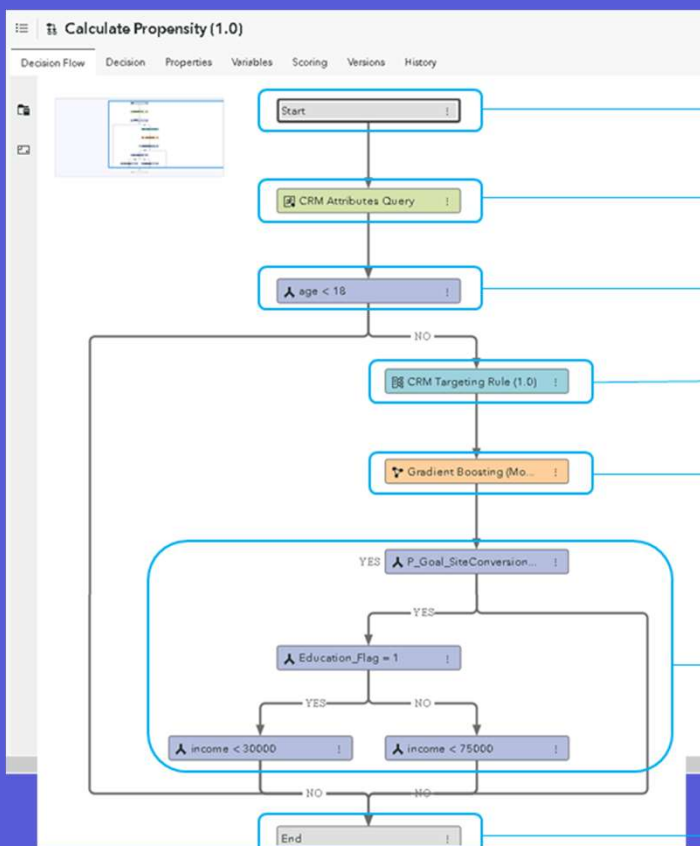 Calculate Propensity (1.0)
Decision Flow Decision Properties Variables Scoring Versions History
Start
CRM Attributes Query
age < 18
NO
CRM Targeting Rule (1.0)
Gradient Boosting (Mo...
YES P_Goal_SiteConversion...
YES
Education_Flag = 1
YES NO
income < 30000 income < 75000
NO NO
End